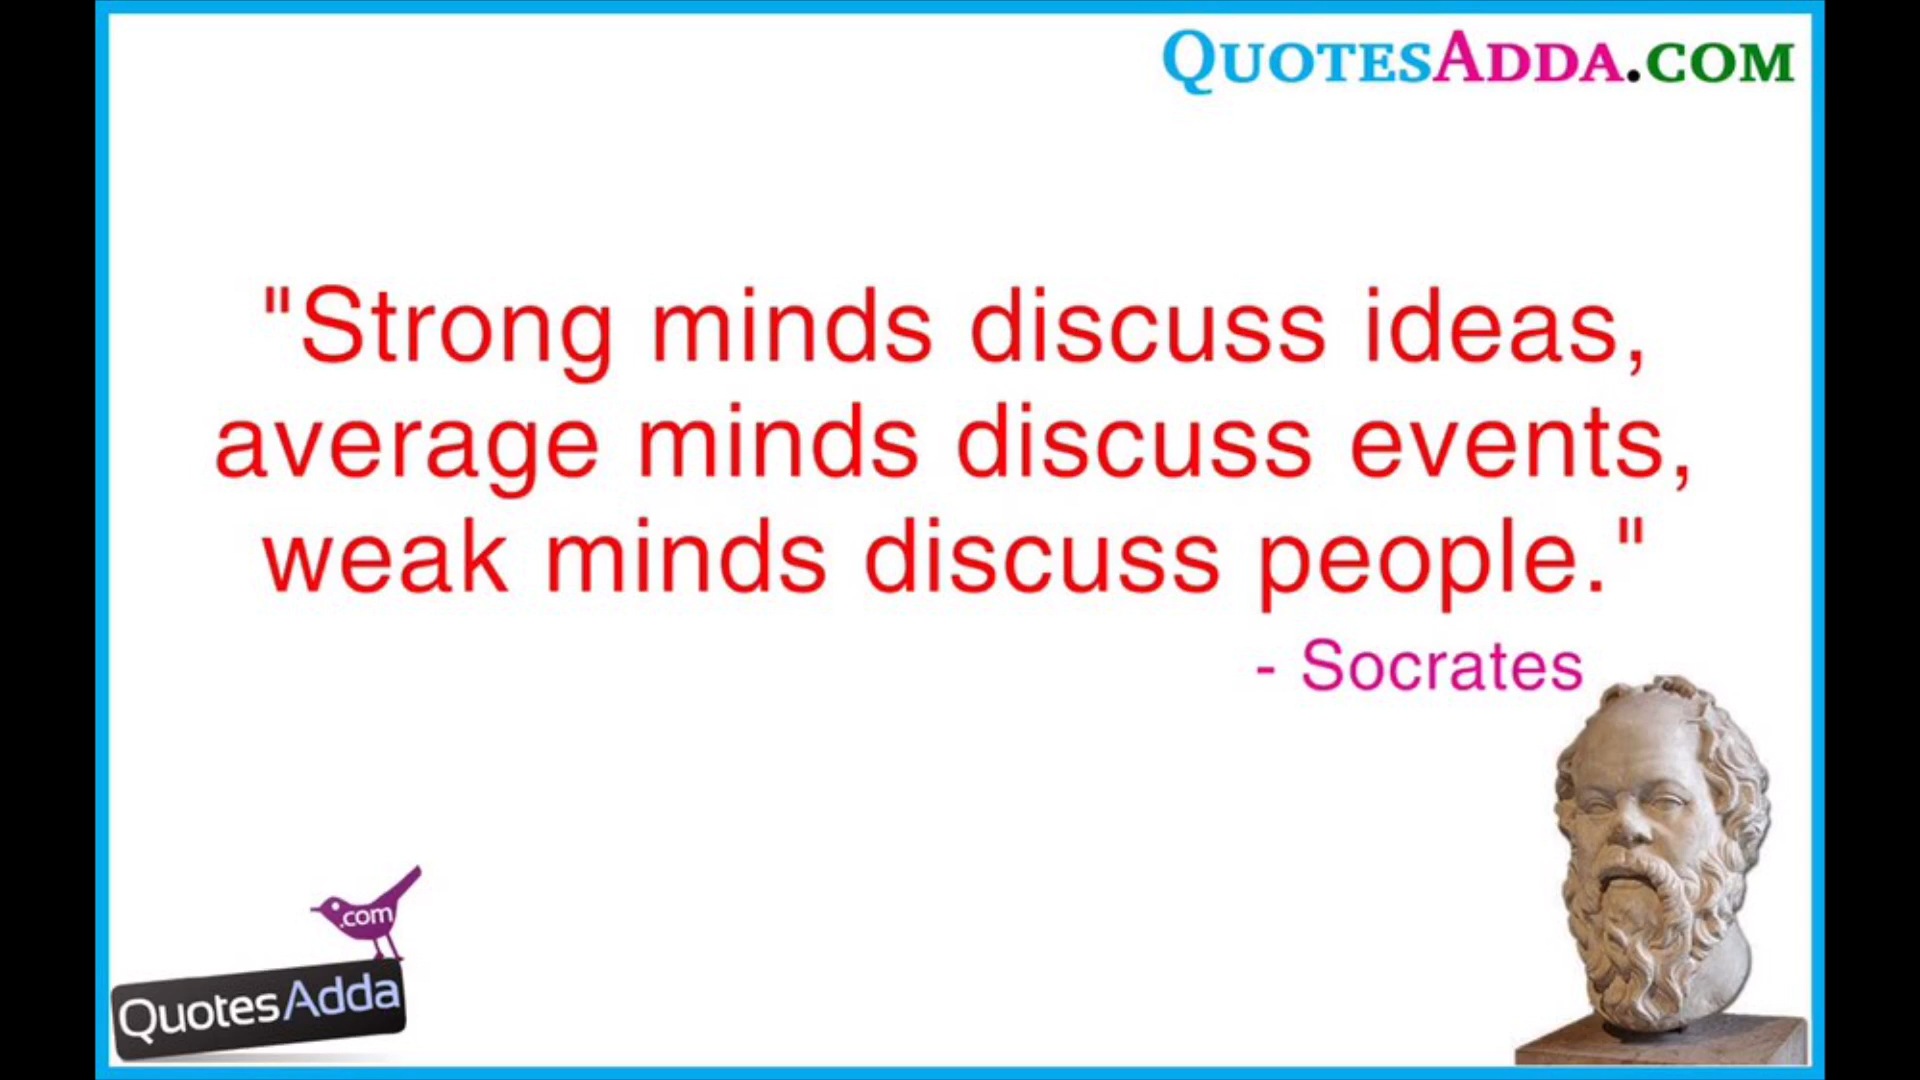 QUOTESADDA.COM
"Strong minds discuss ideas,
average minds discuss events,
weak minds discuss people."
- Socrates
.com
QuotesAdda